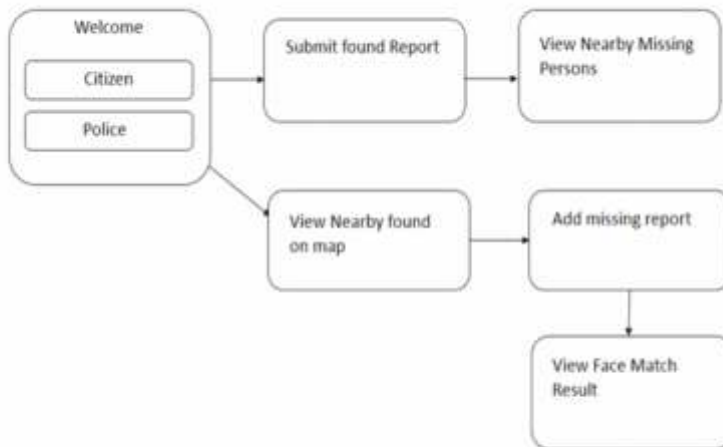 Welcome
Citizen
Police
Submit found Report
View Nearby Missing
Persons
View Nearby found
on map
Add missing report
View Face Match
Result